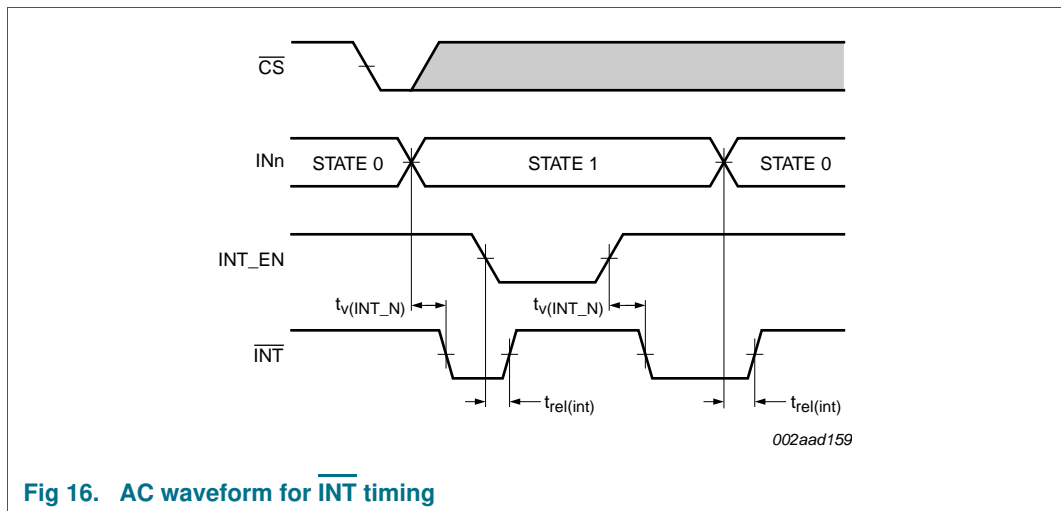 CS
INn STATE 0 STATE 1 STATE 0
INT_EN
tv(INT_N) tv(INT_N)
INT
trel(int) trel(int)
002aad159
Fig 16. AC waveform for INT timing